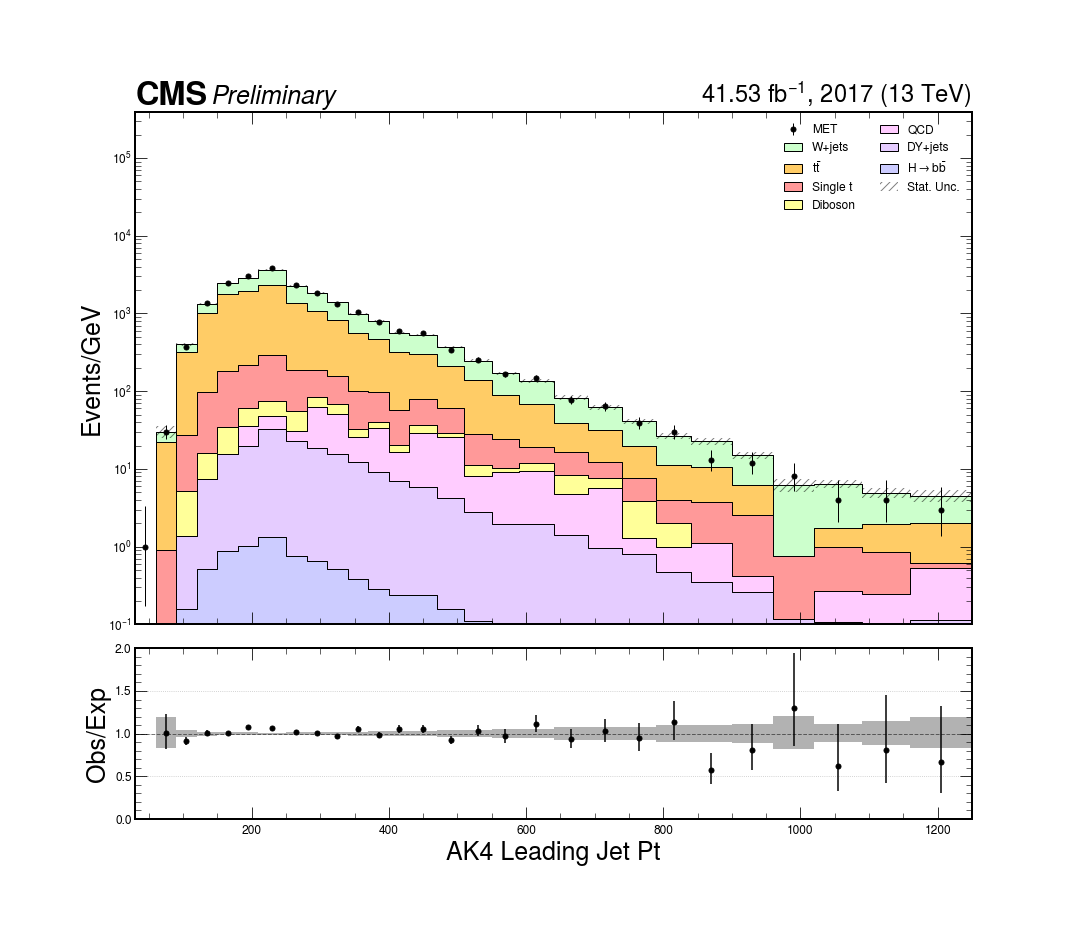 CMS Preliminary 41.53 fb⁻¹, 2017 (13 TeV)
MET
W+jets
tt̄
Single t
Diboson
QCD
DY+jets
H→bb̄
Stat. Unc.
Events/GeV
10⁵
10⁴
10³
10²
10¹
10⁰
10⁻¹
Obs/Exp
2.0
1.5
1.0
0.5
0.0
200 400 600 800 1000 1200
AK4 Leading Jet Pt